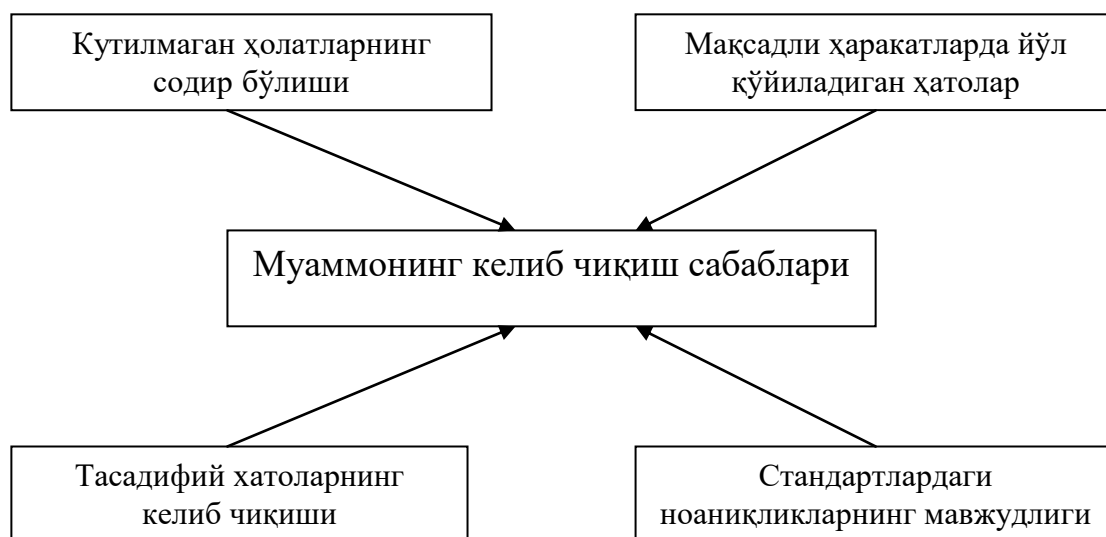 Кутилмаган ҳолатларнинг
содир бўлиши
Мақсадли ҳаракатларда йўл
қўйиладиган ҳатолар
Муаммонинг келиб чиқиш сабаблари
Тасадифий хатоларнинг
келиб чиқиши
Стандартлардаги
ноаниқликларнинг мавжудлиги